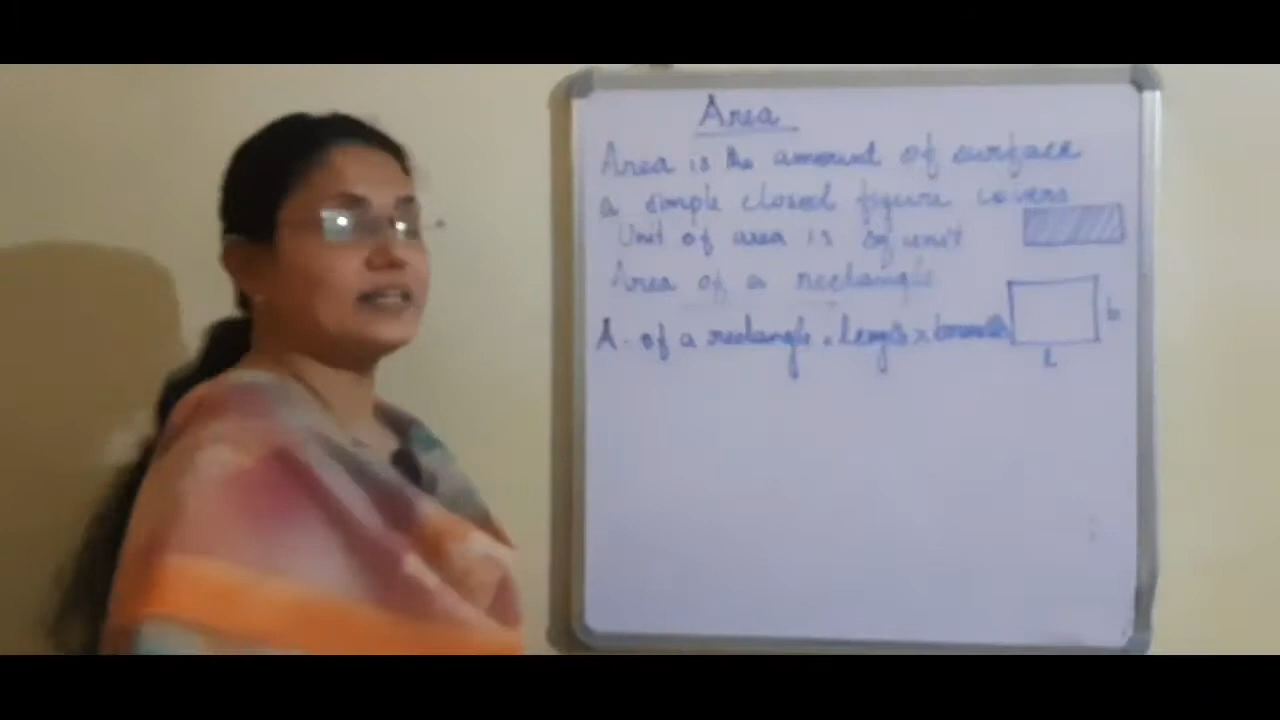 Area
Area is the amount of surface
a simple closed figure covers
Unit of area is sq unit
Area of a rectangle
A. of a rectangle = length × breadth
b
l